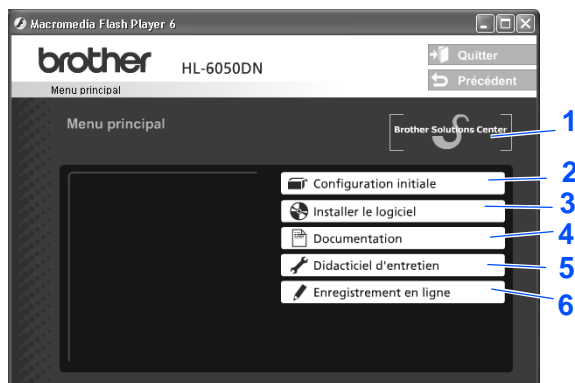 Macromedia Flash Player 6
brother
HL-6050DN
Quitter
Précédent
Menu principal
Menu principal
Brother Solutions Center
1
Configuration initiale
2
Installer le logiciel
3
Documentation
4
Didacticiel d'entretien
5
Enregistrement en ligne
6